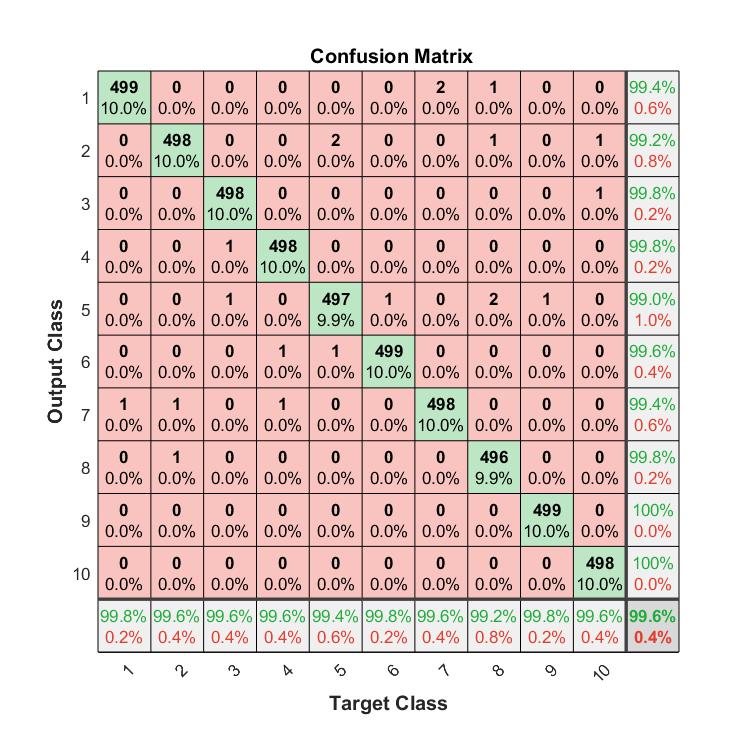 Confusion Matrix
499 0 0 0 0 0 2 1 0 0 99.4%
1
10.0% 0.0% 0.0% 0.0% 0.0% 0.0% 0.0% 0.0% 0.0% 0.0% 0.6%
0 498 0 0 2 0 0 1 0 1 99.2%
2
0.0% 10.0% 0.0% 0.0% 0.0% 0.0% 0.0% 0.0% 0.0% 0.0% 0.8%
0 0 498 0 0 0 0 0 0 1 99.8%
3
0.0% 0.0% 10.0% 0.0% 0.0% 0.0% 0.0% 0.0% 0.0% 0.0% 0.2%
0 0 1 498 0 0 0 0 0 0 99.8%
4
0.0% 0.0% 0.0% 10.0% 0.0% 0.0% 0.0% 0.0% 0.0% 0.0% 0.2%
0 0 1 0 497 1 0 2 1 0 99.0%
5
0.0% 0.0% 0.0% 0.0% 9.9% 0.0% 0.0% 0.0% 0.0% 0.0% 1.0%
0 0 0 1 1 499 0 0 0 0 99.6%
6
0.0% 0.0% 0.0% 0.0% 0.0% 10.0% 0.0% 0.0% 0.0% 0.0% 0.4%
1 1 0 1 0 0 498 0 0 0 99.4%
7
0.0% 0.0% 0.0% 0.0% 0.0% 0.0% 10.0% 0.0% 0.0% 0.0% 0.6%
0 1 0 0 0 0 0 496 0 0 99.8%
8
0.0% 0.0% 0.0% 0.0% 0.0% 0.0% 0.0% 9.9% 0.0% 0.0% 0.2%
0 0 0 0 0 0 0 0 499 0 100%
9
0.0% 0.0% 0.0% 0.0% 0.0% 0.0% 0.0% 0.0% 10.0% 0.0% 0.0%
0 0 0 0 0 0 0 0 0 498 100%
10
0.0% 0.0% 0.0% 0.0% 0.0% 0.0% 0.0% 0.0% 0.0% 10.0% 0.0%
99.8% 99.6% 99.6% 99.6% 99.4% 99.8% 99.6% 99.2% 99.8% 99.6% 99.6%
0.2% 0.4% 0.4% 0.4% 0.6% 0.2% 0.4% 0.8% 0.2% 0.4% 0.4%
1 2 3 4 5 6 7 8 9 10
Target Class
Output Class